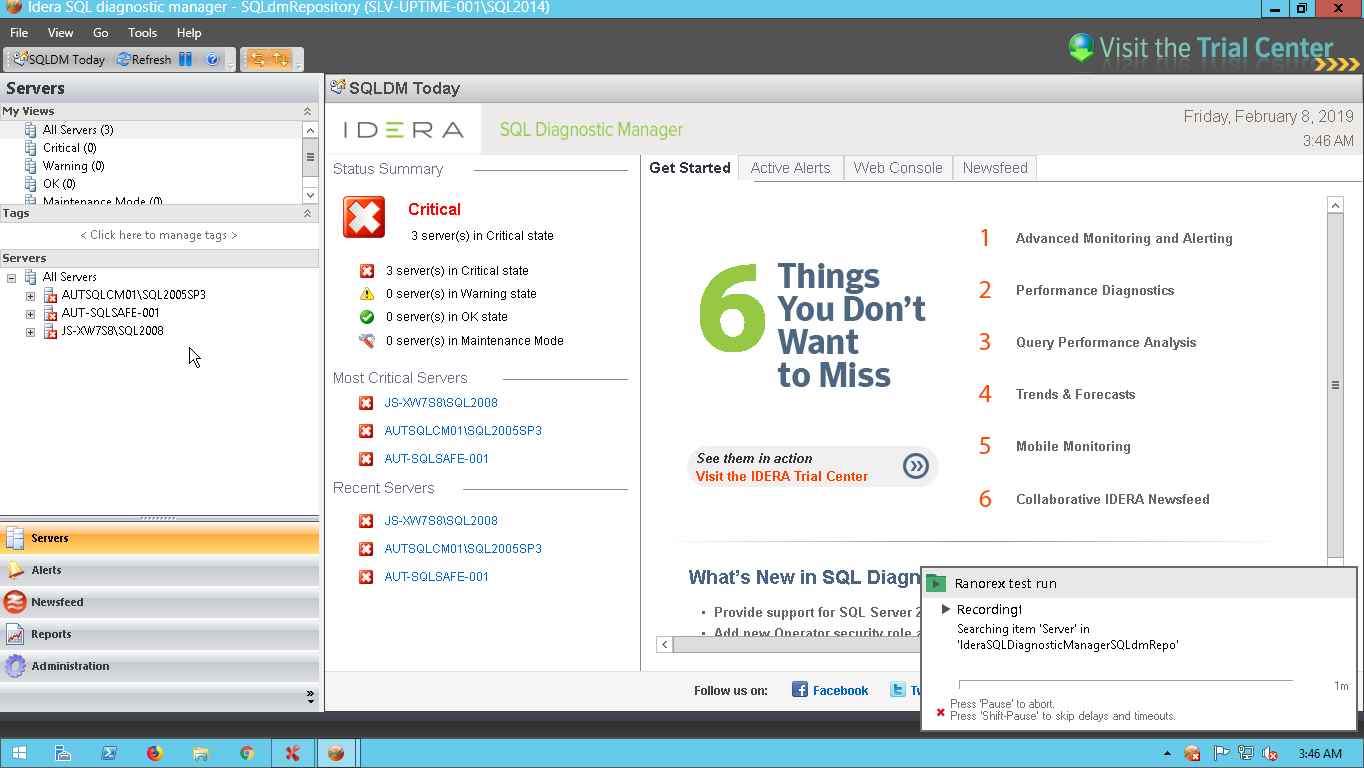 Idera SQL diagnostic manager - SQLdmRepository (SLV-UPTIME-001\SQL2014)
File View Go Tools Help
SQLDM Today Refresh
Visit the Trial Center
Servers
My Views
All Servers (3)
Critical (0)
Warning (0)
OK (0)
Maintenance Mode (0)
Tags
< Click here to manage tags >
Servers
All Servers
AUTSQLCM01\SQL2005SP3
AUT-SQLSAFE-001
JS-XW7S8\SQL2008
Servers
Alerts
Newsfeed
Reports
Administration
SQLDM Today
IDERA SQL Diagnostic Manager
Friday, February 8, 2019
3:46 AM
Status Summary
Critical
3 server(s) in Critical state
3 server(s) in Critical state
0 server(s) in Warning state
0 server(s) in OK state
0 server(s) in Maintenance Mode
Most Critical Servers
JS-XW7S8\SQL2008
AUTSQLCM01\SQL2005SP3
AUT-SQLSAFE-001
Recent Servers
JS-XW7S8\SQL2008
AUTSQLCM01\SQL2005SP3
AUT-SQLSAFE-001
Get Started Active Alerts Web Console Newsfeed
6 Things
You Don't
Want
to Miss
See them in action
Visit the IDERA Trial Center
1 Advanced Monitoring and Alerting
2 Performance Diagnostics
3 Query Performance Analysis
4 Trends & Forecasts
5 Mobile Monitoring
6 Collaborative IDERA Newsfeed
What's New in SQL Diagn
• Provide support for SQL Server 2
• Add new Operator security role a
Follow us on: Facebook Tw
Ranorex test run
Recording1
Searching item 'Server' in
'IderaSQLDiagnosticManagerSQLdmRepo'
1m
Press 'Pause' to abort.
Press 'Shift-Pause' to skip delays and timeouts.
3:46 AM